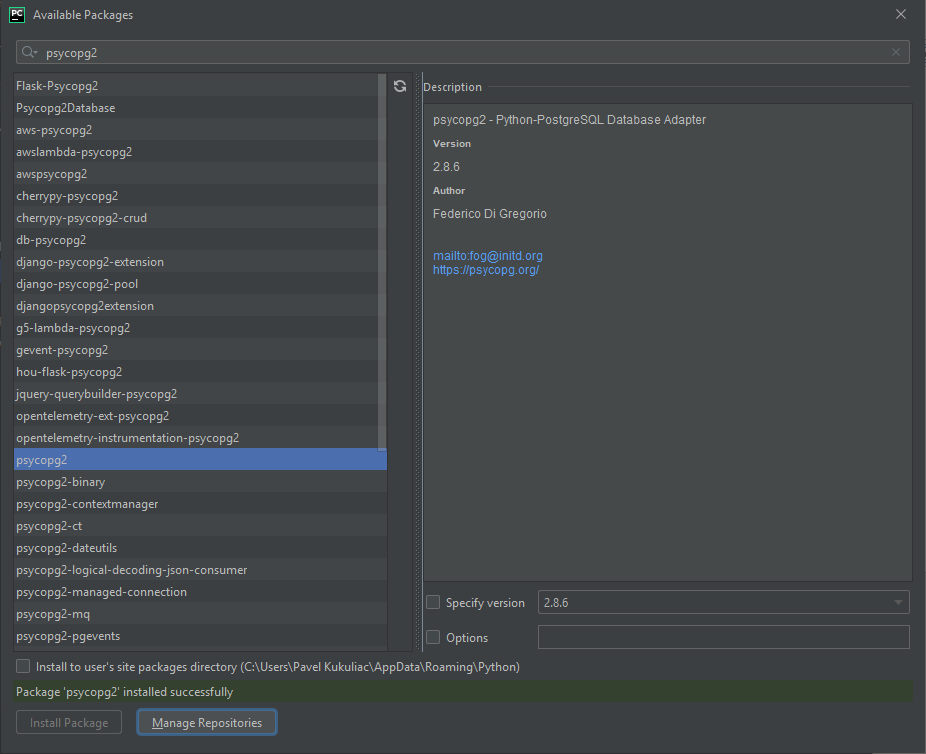 PC
Available Packages
psycopg2
Flask-Psycopg2
Psycopg2Database
aws-psycopg2
awslambda-psycopg2
awspsycopg2
cherrypy-psycopg2
cherrypy-psycopg2-crud
db-psycopg2
django-psycopg2-extension
django-psycopg2-pool
djangopsycopg2extension
g5-lambda-psycopg2
gevent-psycopg2
hou-flask-psycopg2
jquery-querybuilder-psycopg2
opentelemetry-ext-psycopg2
opentelemetry-instrumentation-psycopg2
psycopg2
psycopg2-binary
psycopg2-contextmanager
psycopg2-ct
psycopg2-dateutils
psycopg2-logical-decoding-json-consumer
psycopg2-managed-connection
psycopg2-mq
psycopg2-pgevents
Description
psycopg2 - Python-PostgreSQL Database Adapter
Version
2.8.6
Author
Federico Di Gregorio
mailto:fog@initd.org
https://psycopg.org/
Specify version 2.8.6
Options
Install to user's site packages directory (C:\Users\Pavel Kukuliac\AppData\Roaming\Python)
Package 'psycopg2' installed successfully
Install Package Manage Repositories